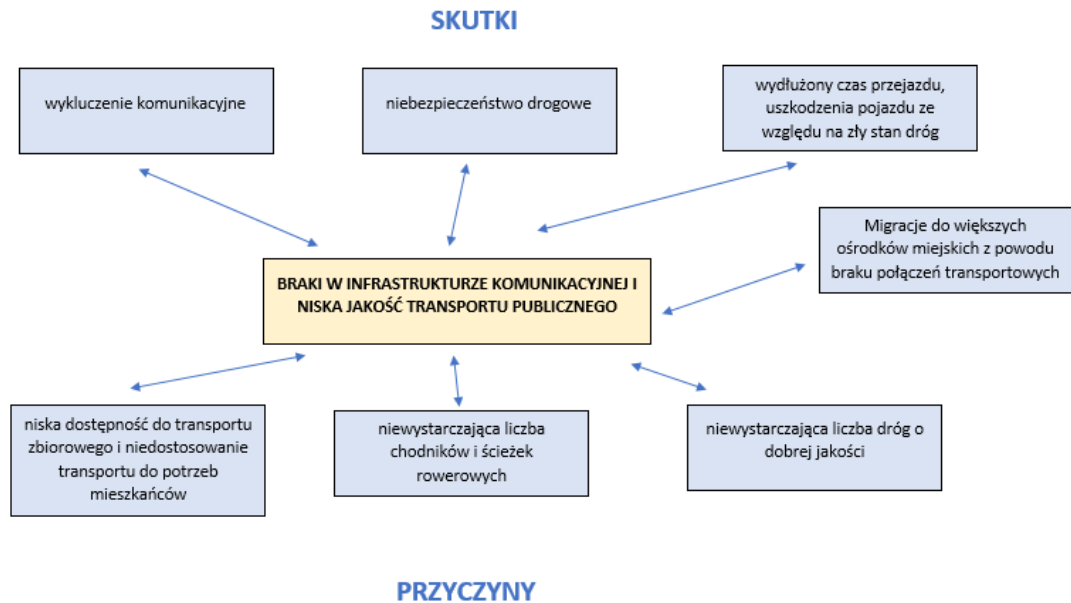 SKUTKI
wykluczenie komunikacyjne
niebezpieczeństwo drogowe
wydłużony czas przejazdu,
uszkodzenia pojazdu ze
względu na zły stan dróg
Migracje do większych
ośrodków miejskich z powodu
braku połączeń transportowych
BRAKI W INFRASTRUKTURZE KOMUNIKACYJNEJ I
NISKA JAKOŚĆ TRANSPORTU PUBLICZNEGO
niska dostępność do transportu
zbiorowego i niedostosowanie
transportu do potrzeb
mieszkańców
niewystarczająca liczba
chodników i ścieżek
rowerowych
niewystarczająca liczba dróg o
dobrej jakości
PRZYCZYNY